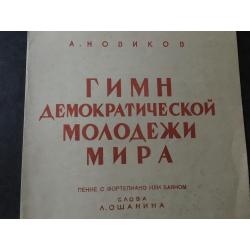 А. НОВИКОВ
ГИМН
ДЕМОКРАТИЧЕСКОЙ
МОЛОДЕЖИ
МИРА
ПЕНИЕ С ФОРТЕПИАНО ИЛИ БАЯНОМ
СЛОВА
Л. ОШАНИНА